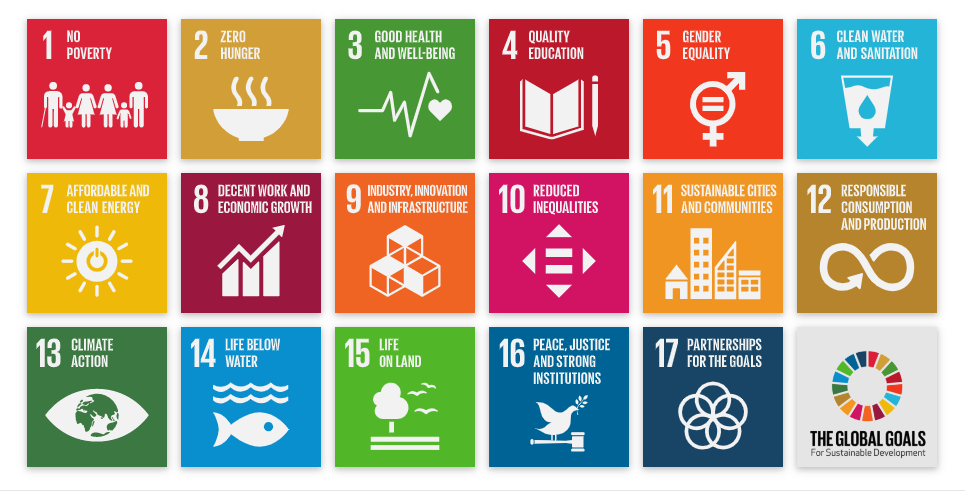 1 NO
POVERTY
2 ZERO
HUNGER
3 GOOD HEALTH
AND WELL-BEING
4 QUALITY
EDUCATION
5 GENDER
EQUALITY
6 CLEAN WATER
AND SANITATION
7 AFFORDABLE AND
CLEAN ENERGY
8 DECENT WORK AND
ECONOMIC GROWTH
9 INDUSTRY, INNOVATION
AND INFRASTRUCTURE
10 REDUCED
INEQUALITIES
11 SUSTAINABLE CITIES
AND COMMUNITIES
12 RESPONSIBLE
CONSUMPTION
AND PRODUCTION
13 CLIMATE
ACTION
14 LIFE BELOW
WATER
15 LIFE
ON LAND
16 PEACE, JUSTICE
AND STRONG
INSTITUTIONS
17 PARTNERSHIPS
FOR THE GOALS
THE GLOBAL GOALS
For Sustainable Development